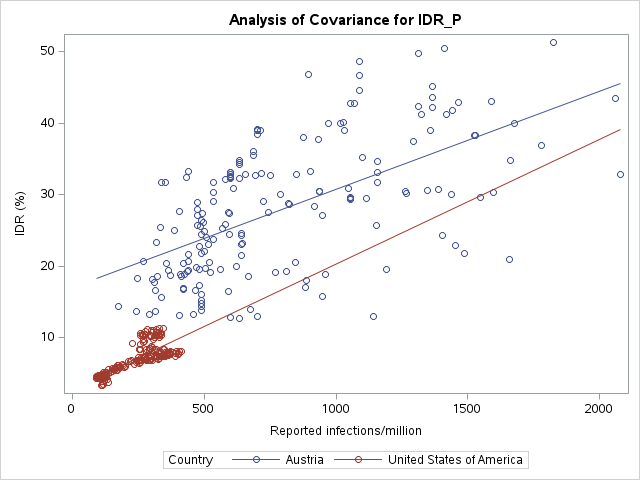 Analysis of Covariance for IDR_P
50
40
30
20
10
IDR (%)
0 500 1000 1500 2000
Reported infections/million
Country Austria United States of America